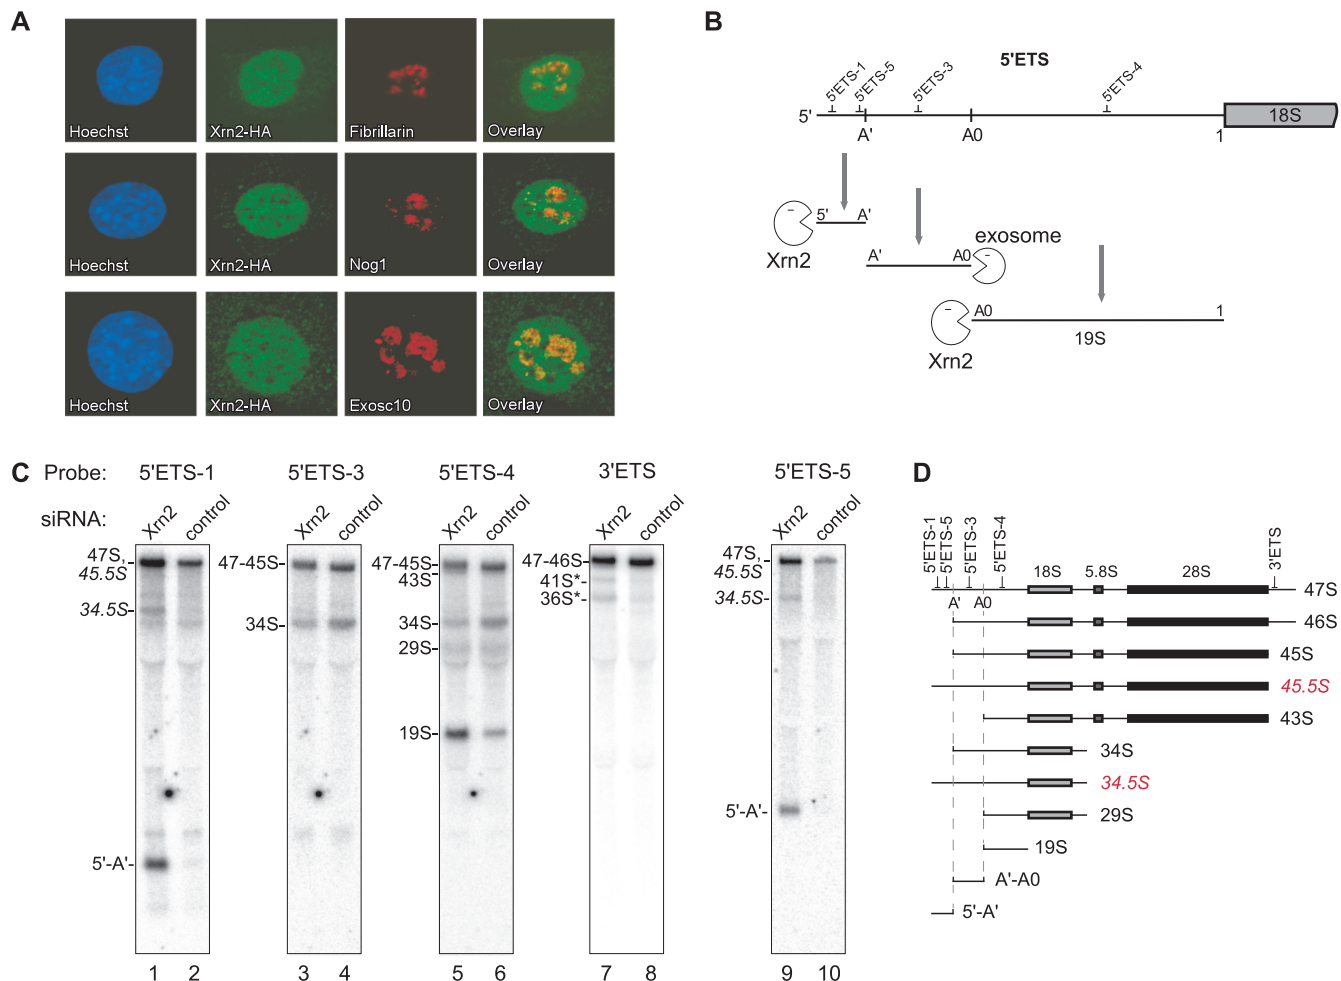 A
Hoechst
Xrn2-HA
Fibrillarin
Overlay
Hoechst
Xrn2-HA
Nog1
Overlay
Hoechst
Xrn2-HA
Exosc10
Overlay
B
5'ETS
5'ETS-1
5'ETS-5
5'ETS-3
5'ETS-4
5'
A'
A0
1
18S
5'
A'
Xrn2
A'
A0
exosome
A0
1
19S
Xrn2
C
Probe:
5'ETS-1
5'ETS-3
5'ETS-4
3'ETS
5'ETS-5
siRNA:
Xrn2
control
Xrn2
control
Xrn2
control
Xrn2
control
Xrn2
control
47S,
45.5S
34.5S
5'-A'
47-45S
34S
47-45S
43S
34S
29S
19S
47-46S
41S*
36S*
47S,
45.5S
34.5S
5'-A'
1 2
3 4
5 6
7 8
9 10
D
5'ETS-1
5'ETS-5
5'ETS-3
5'ETS-4
3'ETS
18S
5.8S
28S
A'
A0
47S
46S
45S
45.5S
43S
34S
34.5S
29S
19S
A'-A0
5'-A'